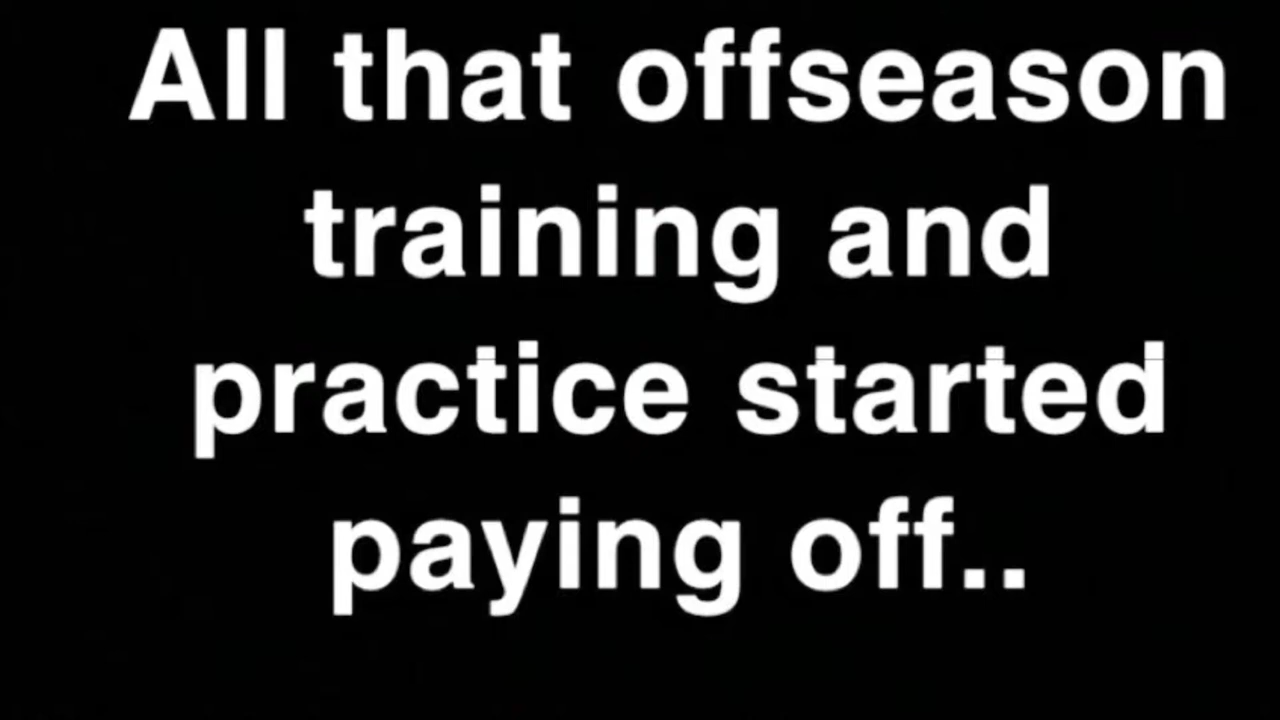 All that offseason
training and
practice started
paying off..